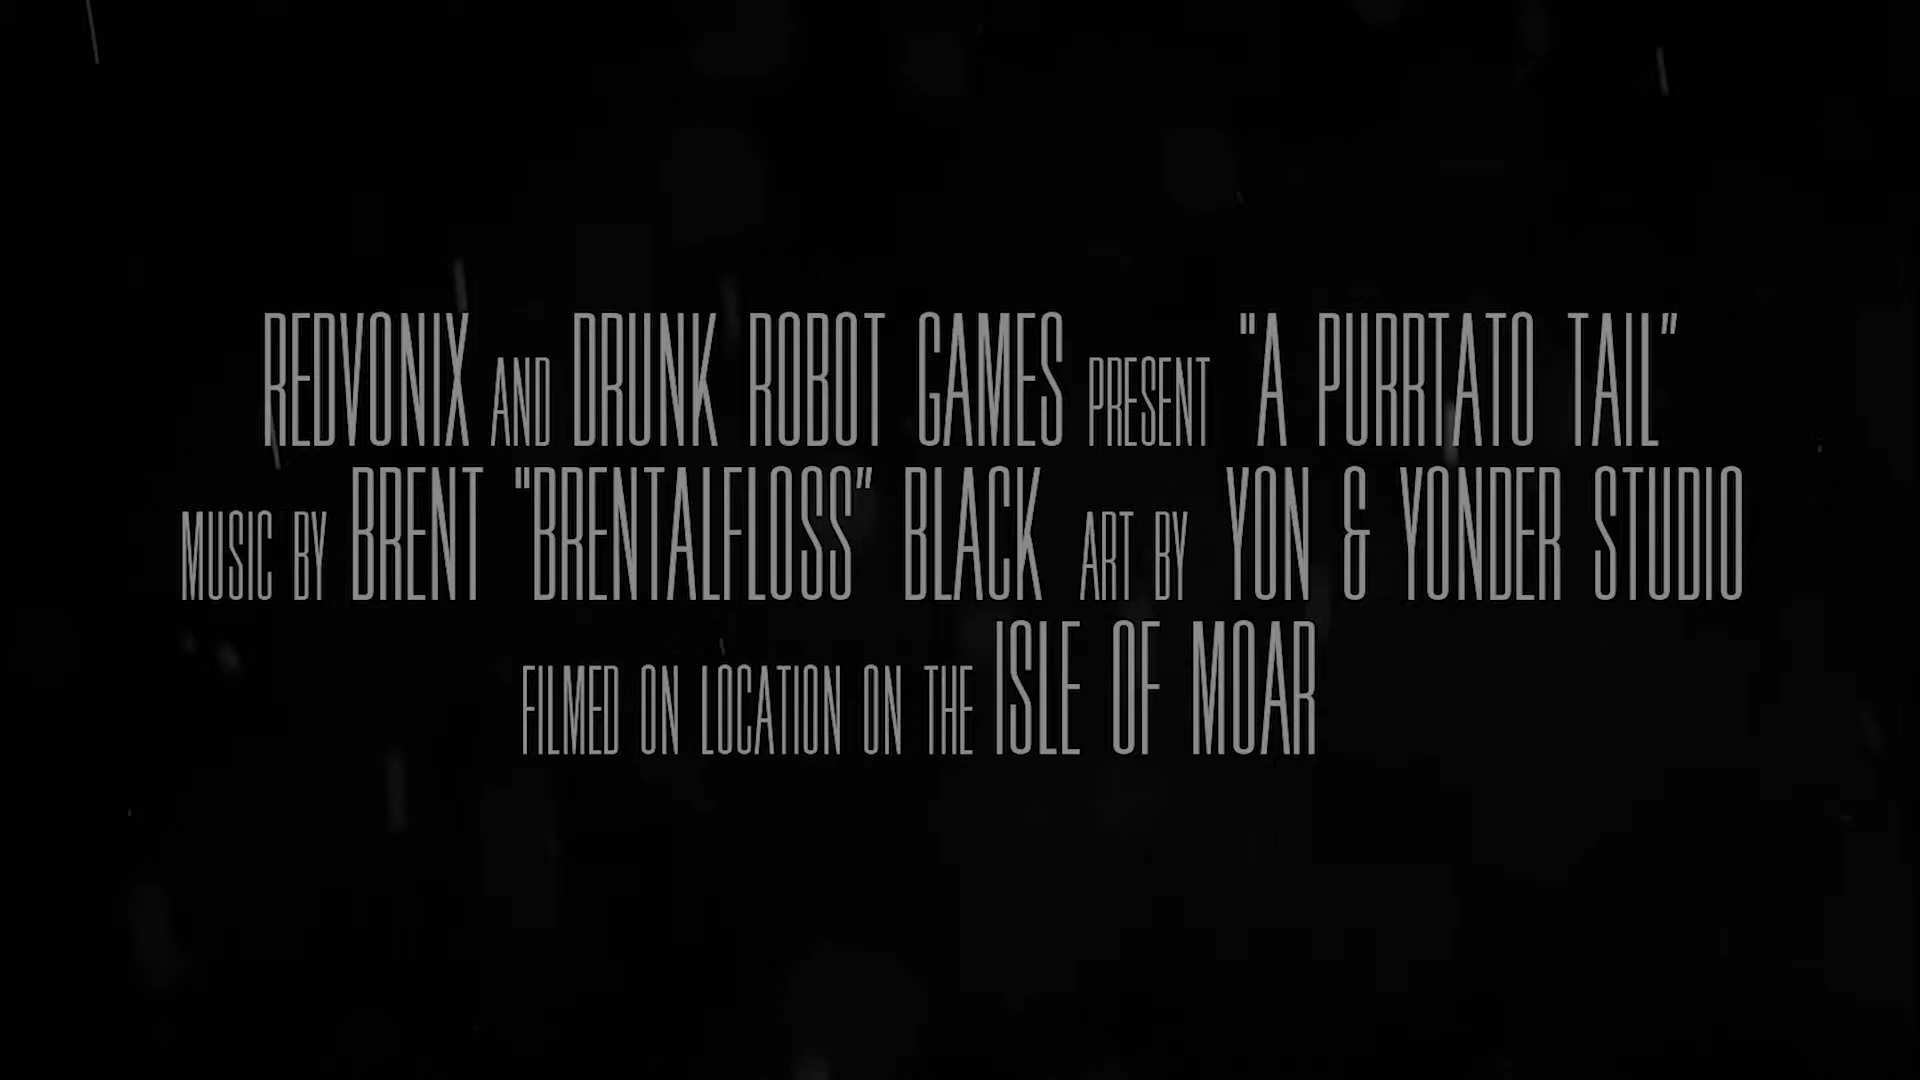 REDVONIX AND DRUNK ROBOT GAMES PRESENT "A PURRTATO TAIL"
MUSIC BY BRENT "BRENTALFLOSS" BLACK ART BY YON & YONDER STUDIO
FILMED ON LOCATION ON THE ISLE OF MOAR